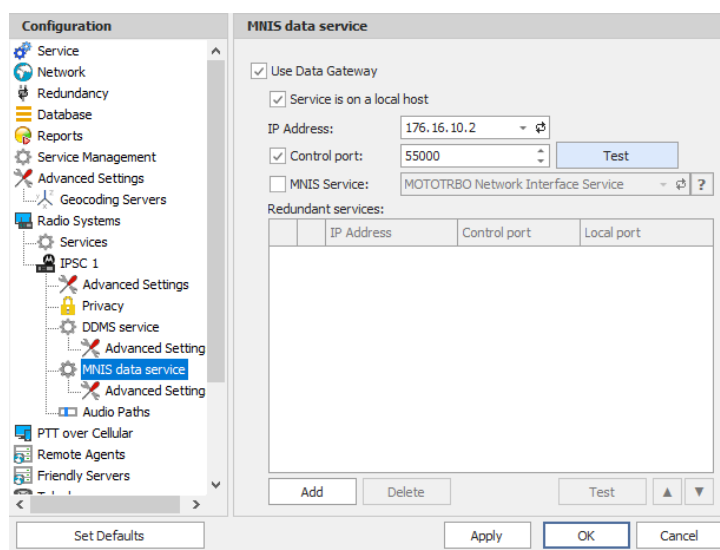 Configuration
Service
Network
Redundancy
Database
Reports
Service Management
Advanced Settings
Geocoding Servers
Radio Systems
Services
IPSC 1
Advanced Settings
Privacy
DDMS service
Advanced Setting
MNIS data service
Advanced Setting
Audio Paths
PTT over Cellular
Remote Agents
Friendly Servers
Set Defaults
MNIS data service
Use Data Gateway
Service is on a local host
IP Address: 176.16.10.2
Control port: 55000 Test
MNIS Service: MOTOTRBO Network Interface Service ?
Redundant services:
IP Address Control port Local port
Add Delete Test
Apply OK Cancel